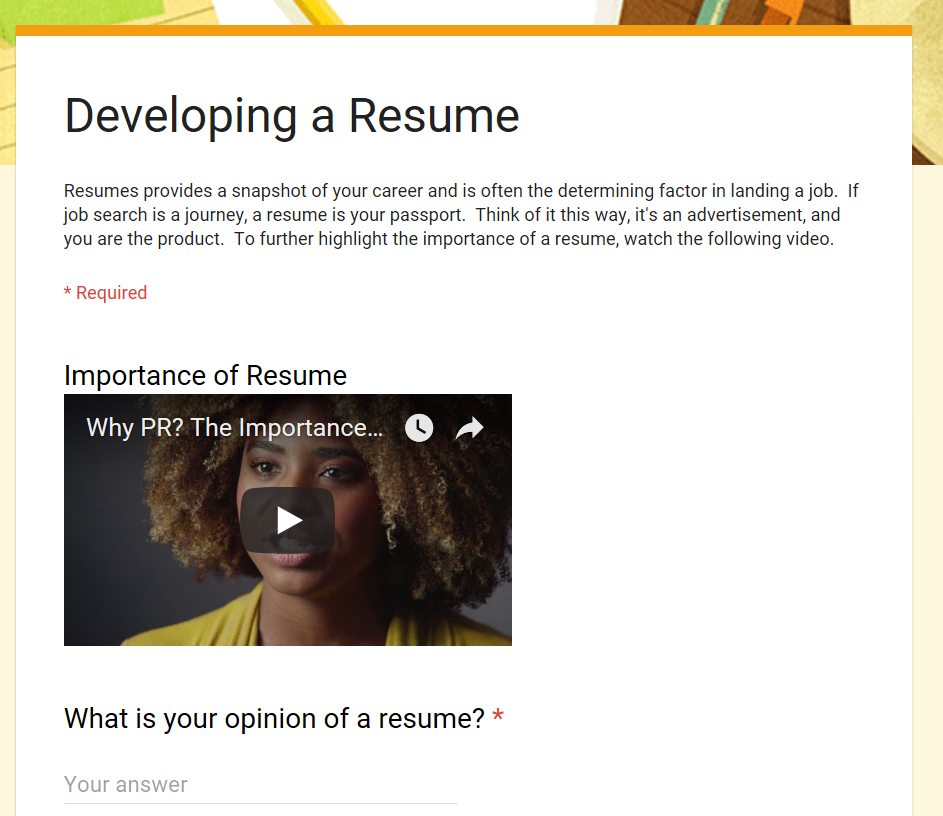 Developing a Resume
Resumes provides a snapshot of your career and is often the determining factor in landing a job.  If
job search is a journey, a resume is your passport.  Think of it this way, it's an advertisement, and
you are the product.  To further highlight the importance of a resume, watch the following video.
* Required
Importance of Resume
Why PR? The Importance...
What is your opinion of a resume? *
Your answer